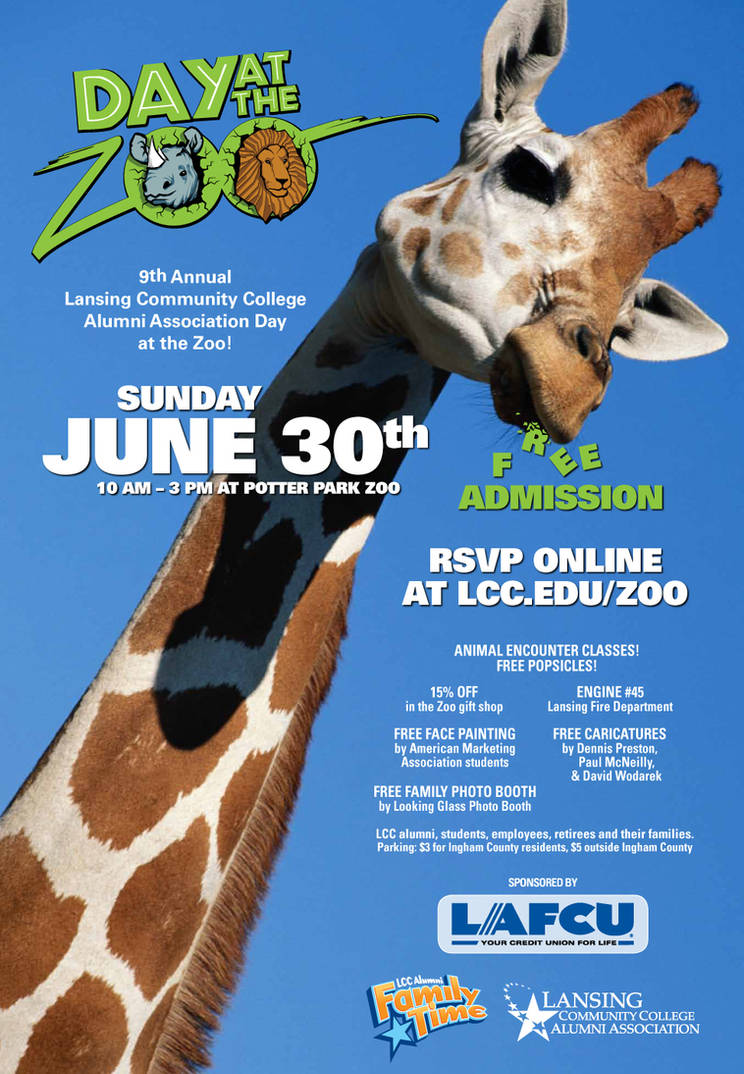 DAY AT THE
ZOO
9th Annual
Lansing Community College
Alumni Association Day
at the Zoo!
SUNDAY
JUNE 30th
10 AM – 3 PM AT POTTER PARK ZOO
FREE
ADMISSION
RSVP ONLINE
AT LCC.EDU/ZOO
ANIMAL ENCOUNTER CLASSES!
FREE POPSICLES!
15% OFF
in the Zoo gift shop
ENGINE #45
Lansing Fire Department
FREE FACE PAINTING
by American Marketing
Association students
FREE CARICATURES
by Dennis Preston,
Paul McNeilly,
& David Wodarek
FREE FAMILY PHOTO BOOTH
by Looking Glass Photo Booth
LCC alumni, students, employees, retirees and their families.
Parking: $3 for Ingham County residents, $5 outside Ingham County
SPONSORED BY
LAFCU®
YOUR CREDIT UNION FOR LIFE
LCC Alumni
Family
Time
LANSING
COMMUNITY COLLEGE
ALUMNI ASSOCIATION